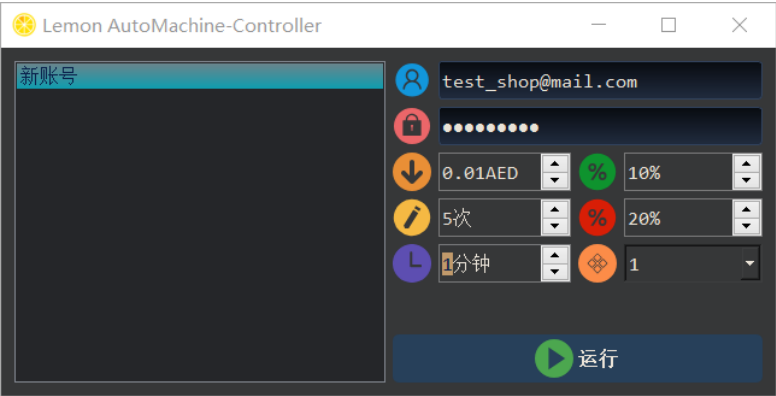 Lemon AutoMachine-Controller
新账号
test_shop@mail.com
●●●●●●●●●
0.01AED
%
10%
5次
%
20%
1分钟
1
运行